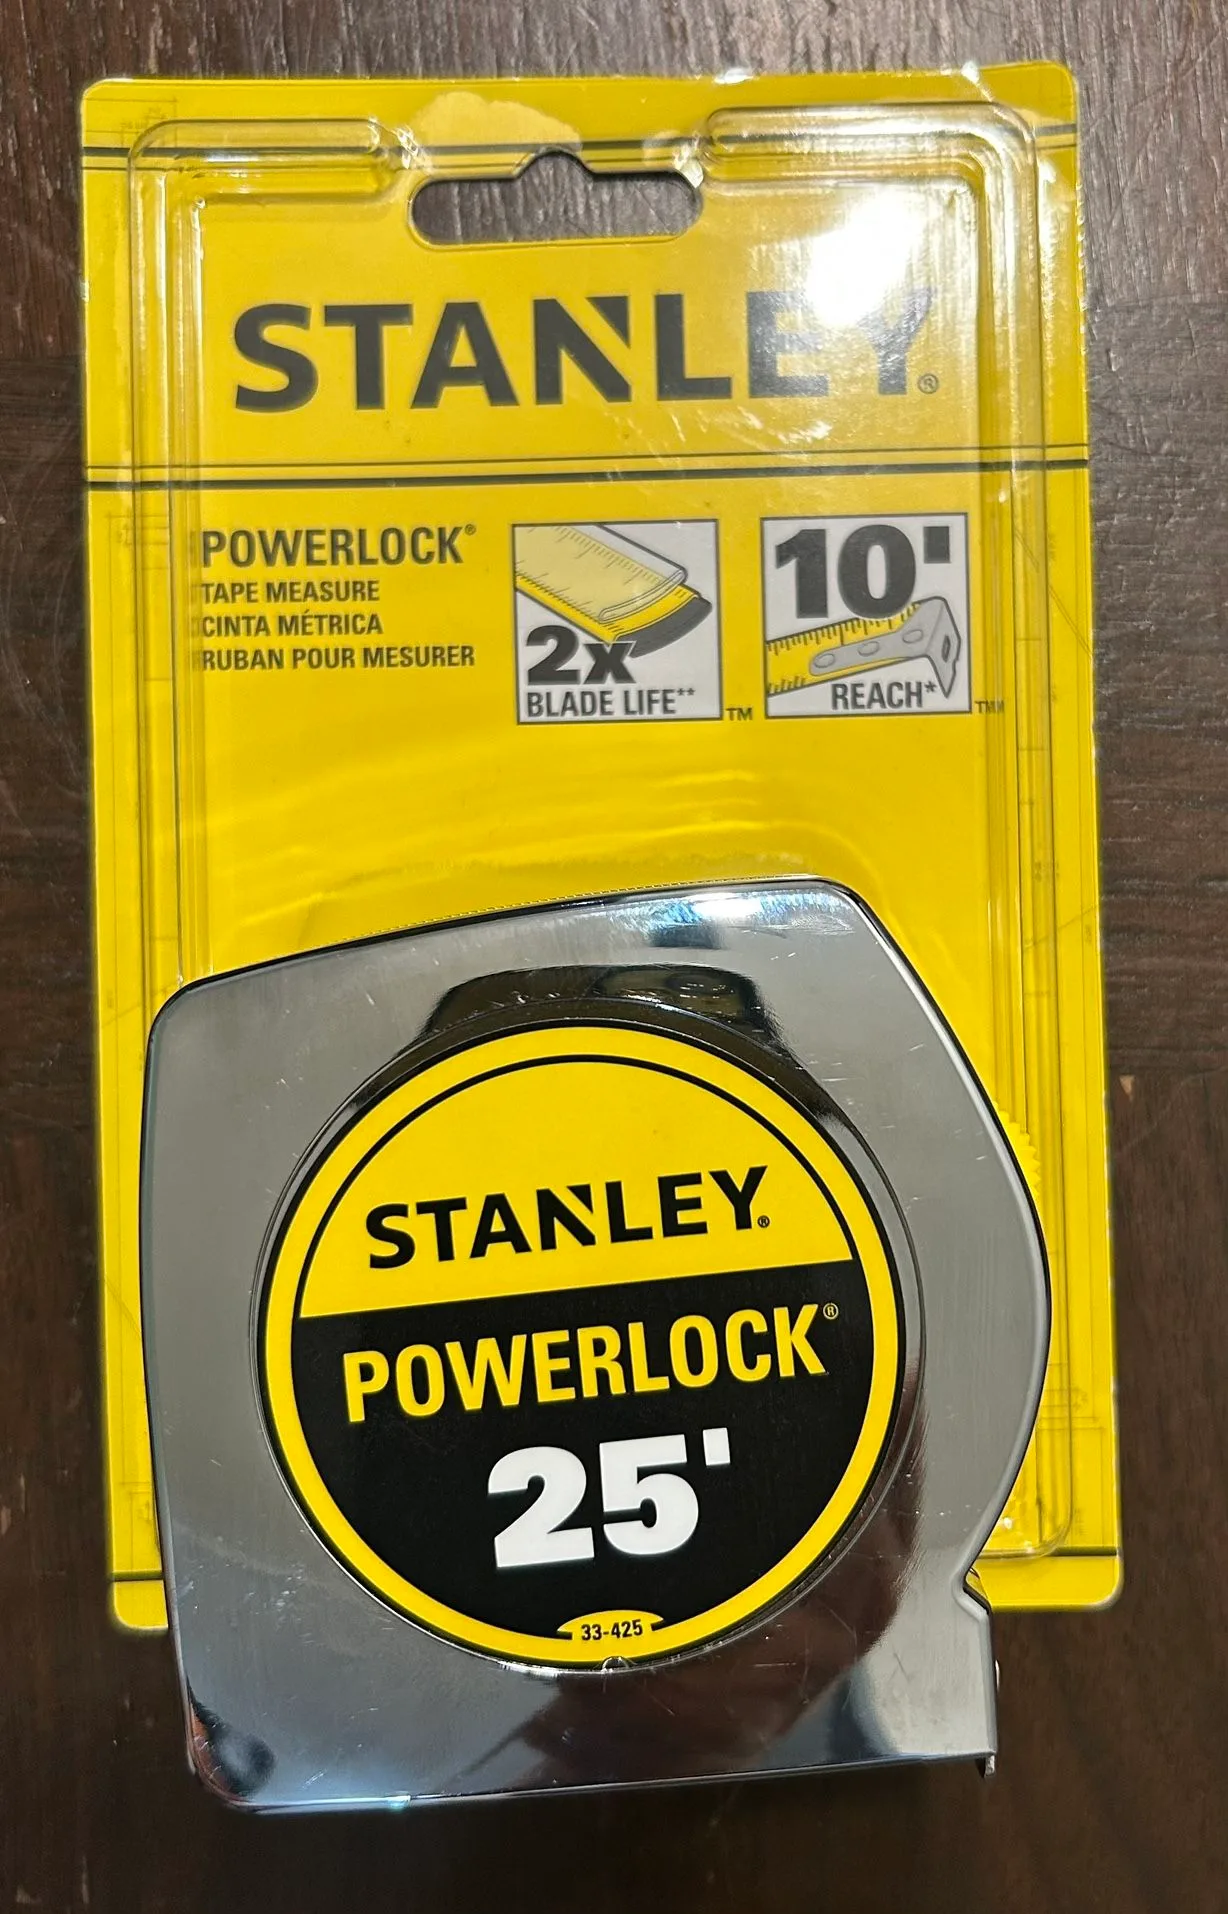 STANLEY®
POWERLOCK®
TAPE MEASURE
CINTA MÉTRICA
RUBAN POUR MESURER
2x
BLADE LIFE**
TM
10'
REACH*
TM
STANLEY®
POWERLOCK®
25'
33-425